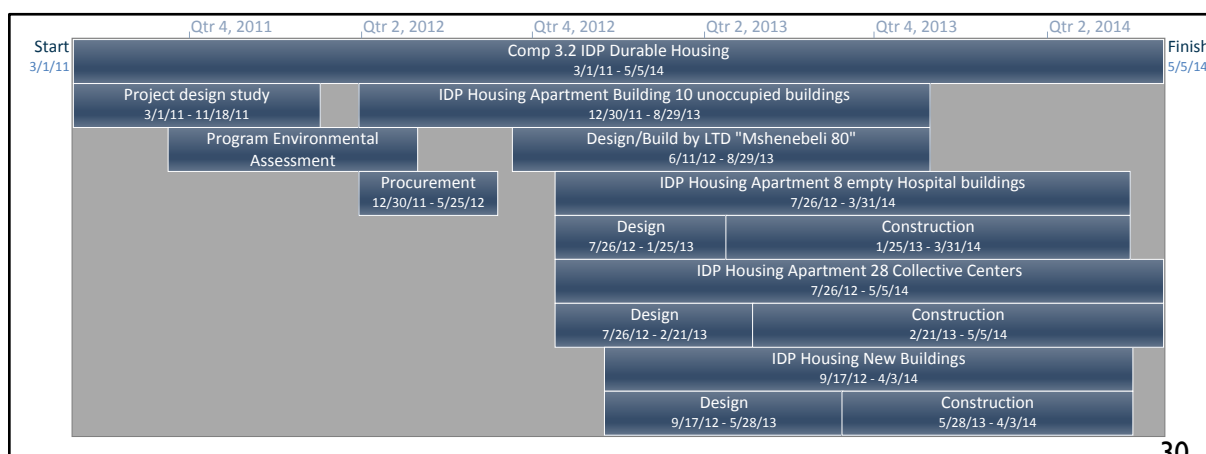 Qtr 4, 2011 Qtr 2, 2012 Qtr 4, 2012 Qtr 2, 2013 Qtr 4, 2013 Qtr 2, 2014
Start
3/1/11
Comp 3.2 IDP Durable Housing
3/1/11 - 5/5/14
Finish
5/5/14
Project design study
3/1/11 - 11/18/11
IDP Housing Apartment Building 10 unoccupied buildings
12/30/11 - 8/29/13
Program Environmental
Assessment
Design/Build by LTD "Mshenebeli 80"
6/11/12 - 8/29/13
Procurement
12/30/11 - 5/25/12
IDP Housing Apartment 8 empty Hospital buildings
7/26/12 - 3/31/14
Design
7/26/12 - 1/25/13
Construction
1/25/13 - 3/31/14
IDP Housing Apartment 28 Collective Centers
7/26/12 - 5/5/14
Design
7/26/12 - 2/21/13
Construction
2/21/13 - 5/5/14
IDP Housing New Buildings
9/17/12 - 4/3/14
Design
9/17/12 - 5/28/13
Construction
5/28/13 - 4/3/14
30